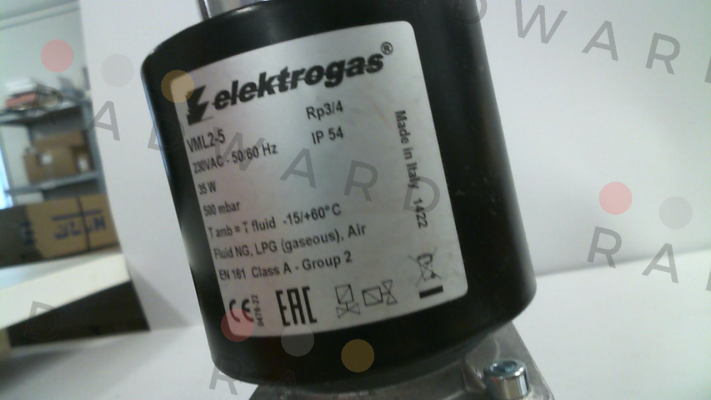 elektrogas®
VML2-5 Rp3/4
230VAC - 50/60 Hz IP 54
35 W
500 mbar
T amb = T fluid -15/+60°C
Fluid NG, LPG (gaseous), Air
EN 161 Class A - Group 2
Made in Italy 1422
CE
EAC
RADWARD